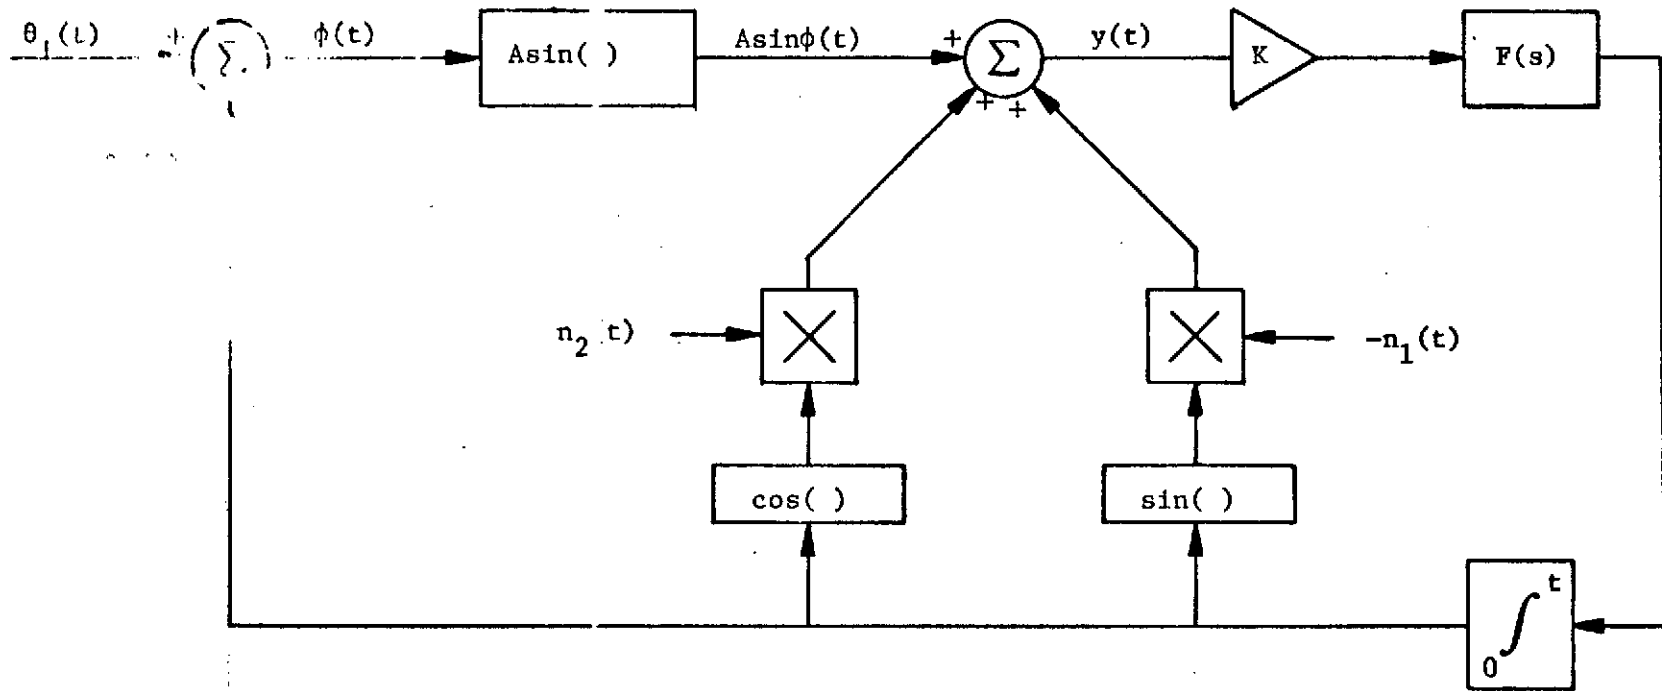 θ₁(t) + Σ ϕ(t) Asin( ) Asinϕ(t) + Σ y(t) K F(s)
+ +
n₂ t) -n₁(t)
cos( ) sin( )
∫ t
0